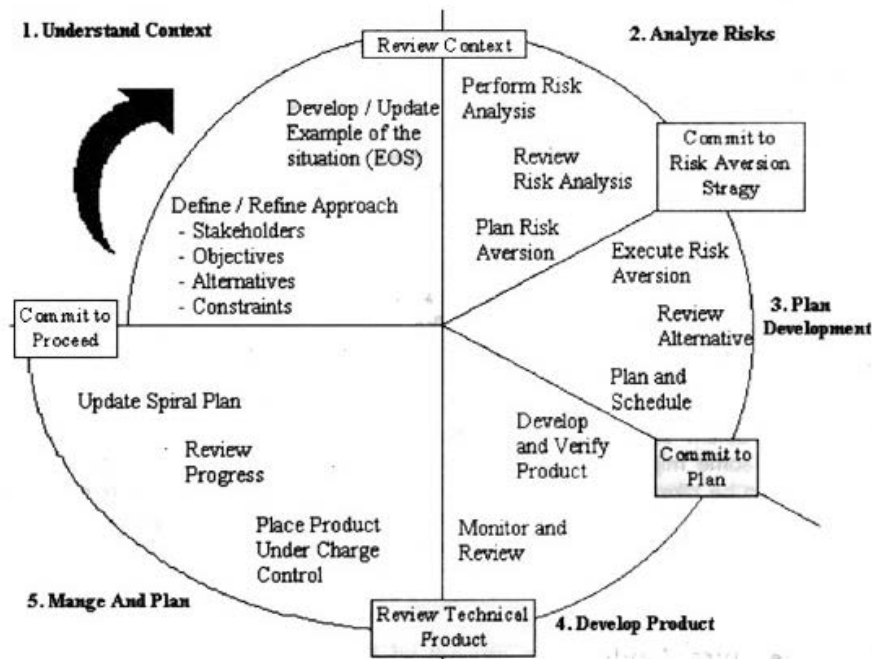 1. Understand Context
Review Context
2. Analyze Risks
Develop / Update
Example of the
situation (EOS)
Perform Risk
Analysis
Review
Risk Analysis
Plan Risk
Aversion
Commit to
Risk Aversion
Stragy
Define / Refine Approach
- Stakeholders
- Objectives
- Alternatives
- Constraints
Execute Risk
Aversion
Review
Alternative
Plan and
Schedule
3. Plan
Development
Commit to
Proceed
Commit to
Plan
Develop
and Verify
Product
Monitor and
Review
4. Develop Product
Review Technical
Product
Update Spiral Plan
Review
Progress
Place Product
Under Charge
Control
5. Mange And Plan